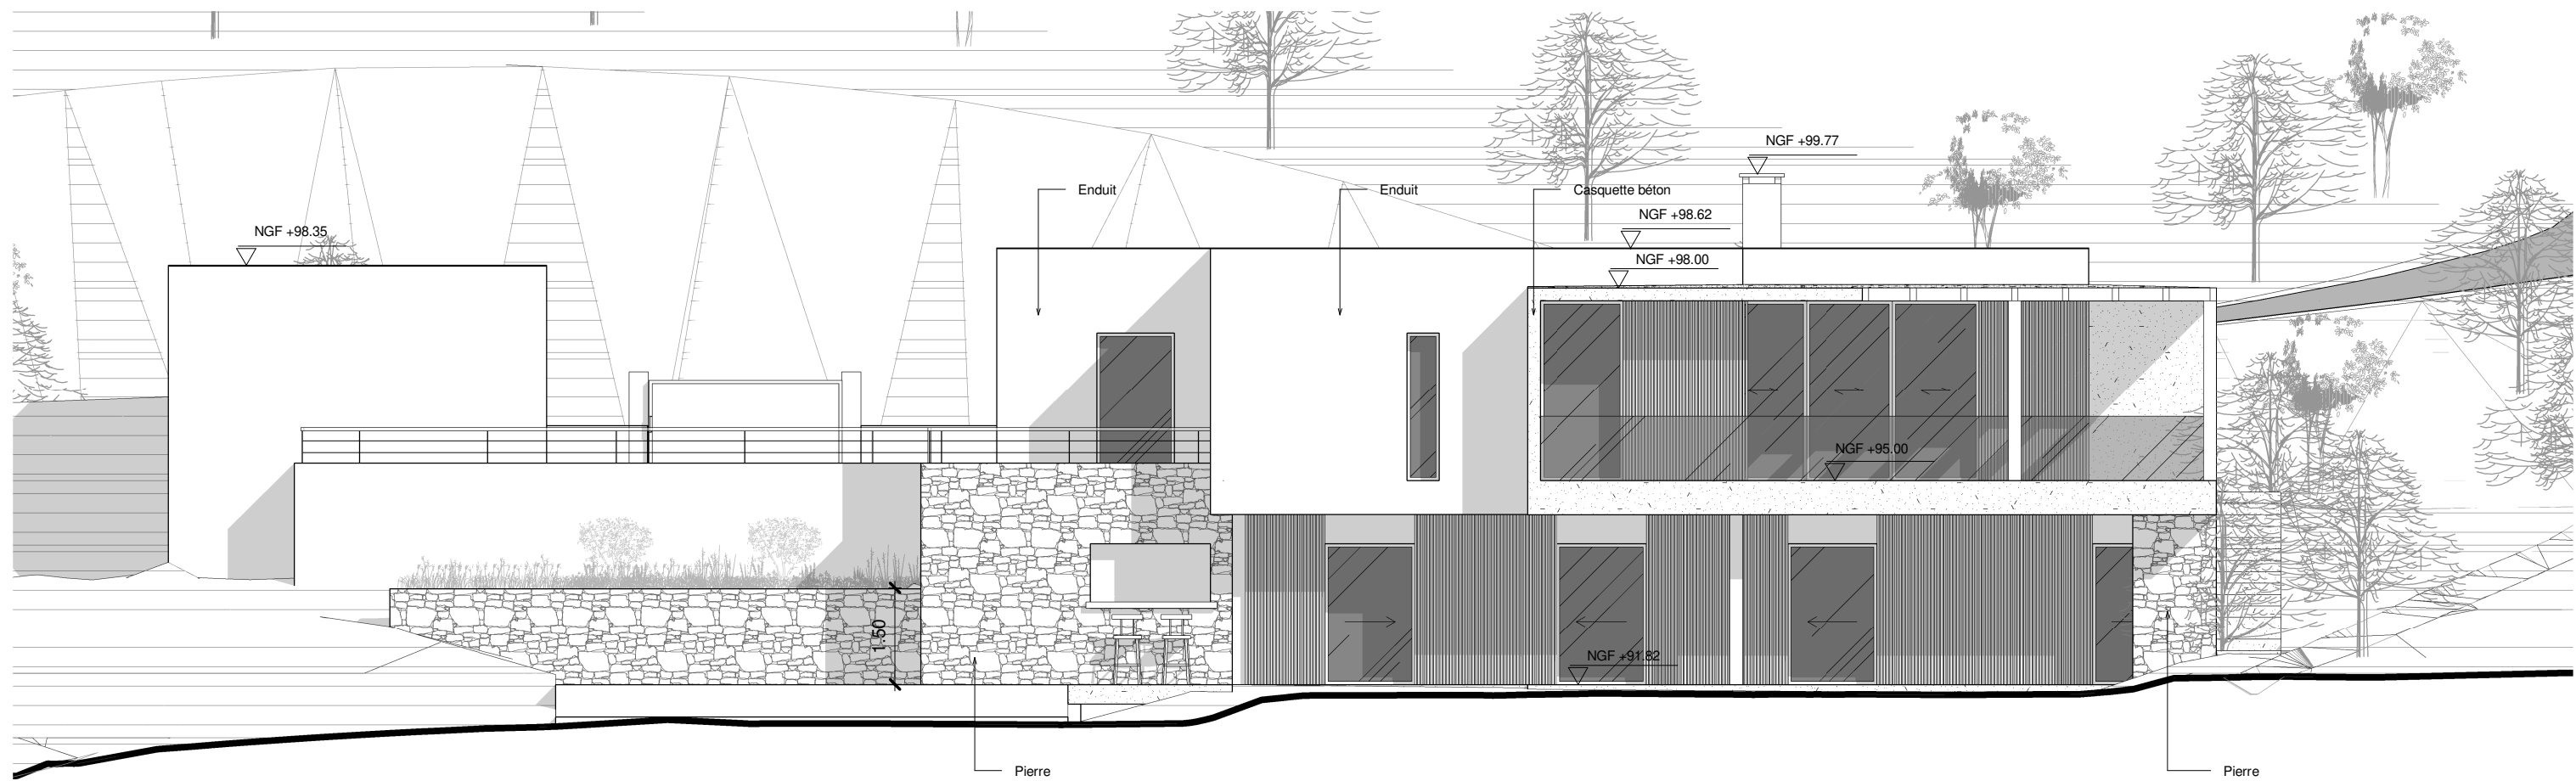 NGF +99.77
Enduit
Enduit
Casquette béton
NGF +98.62
NGF +98.35
NGF +98.00
NGF +95.00
1.50
NGF +91.82
Pierre
Pierre